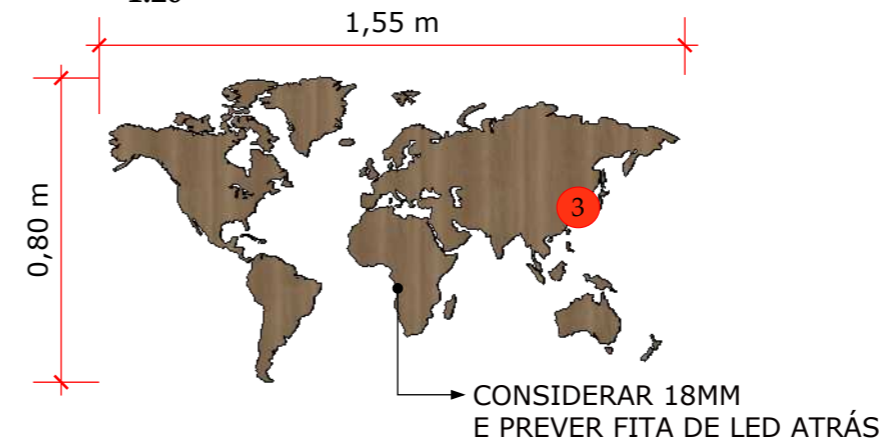 1,55 m
0,80 m
3
CONSIDERAR 18MM
E PREVER FITA DE LED ATRÁS